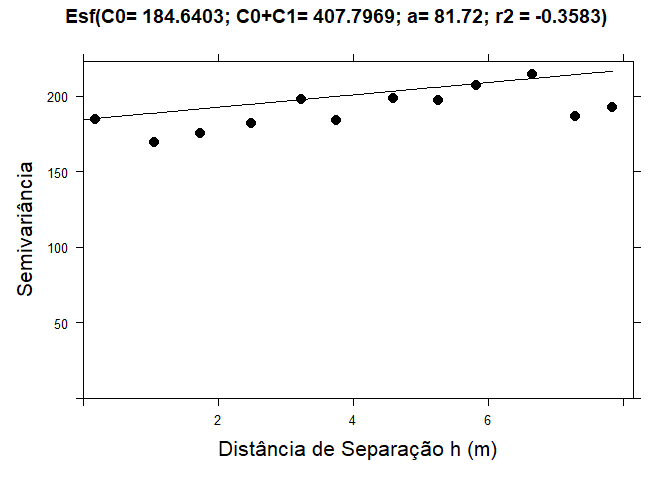 Esf(C0= 184.6403; C0+C1= 407.7969; a= 81.72; r2 = -0.3583)
Semivariância
200
150
100
50
2
4
6
Distância de Separação h (m)